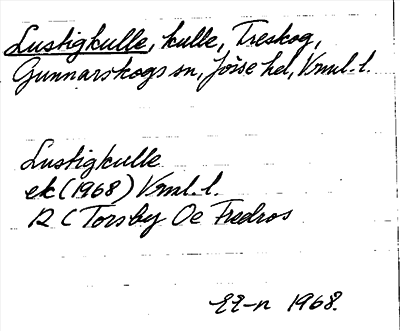 Lustigkulle, kulle, Treskog,
Gunnarskogs sn, Jösse hd, Vrml. l.
Lustigkulle
ek (1968) Vrml. l.
12 C Torsby Oe Fredros
EE-n 1968.